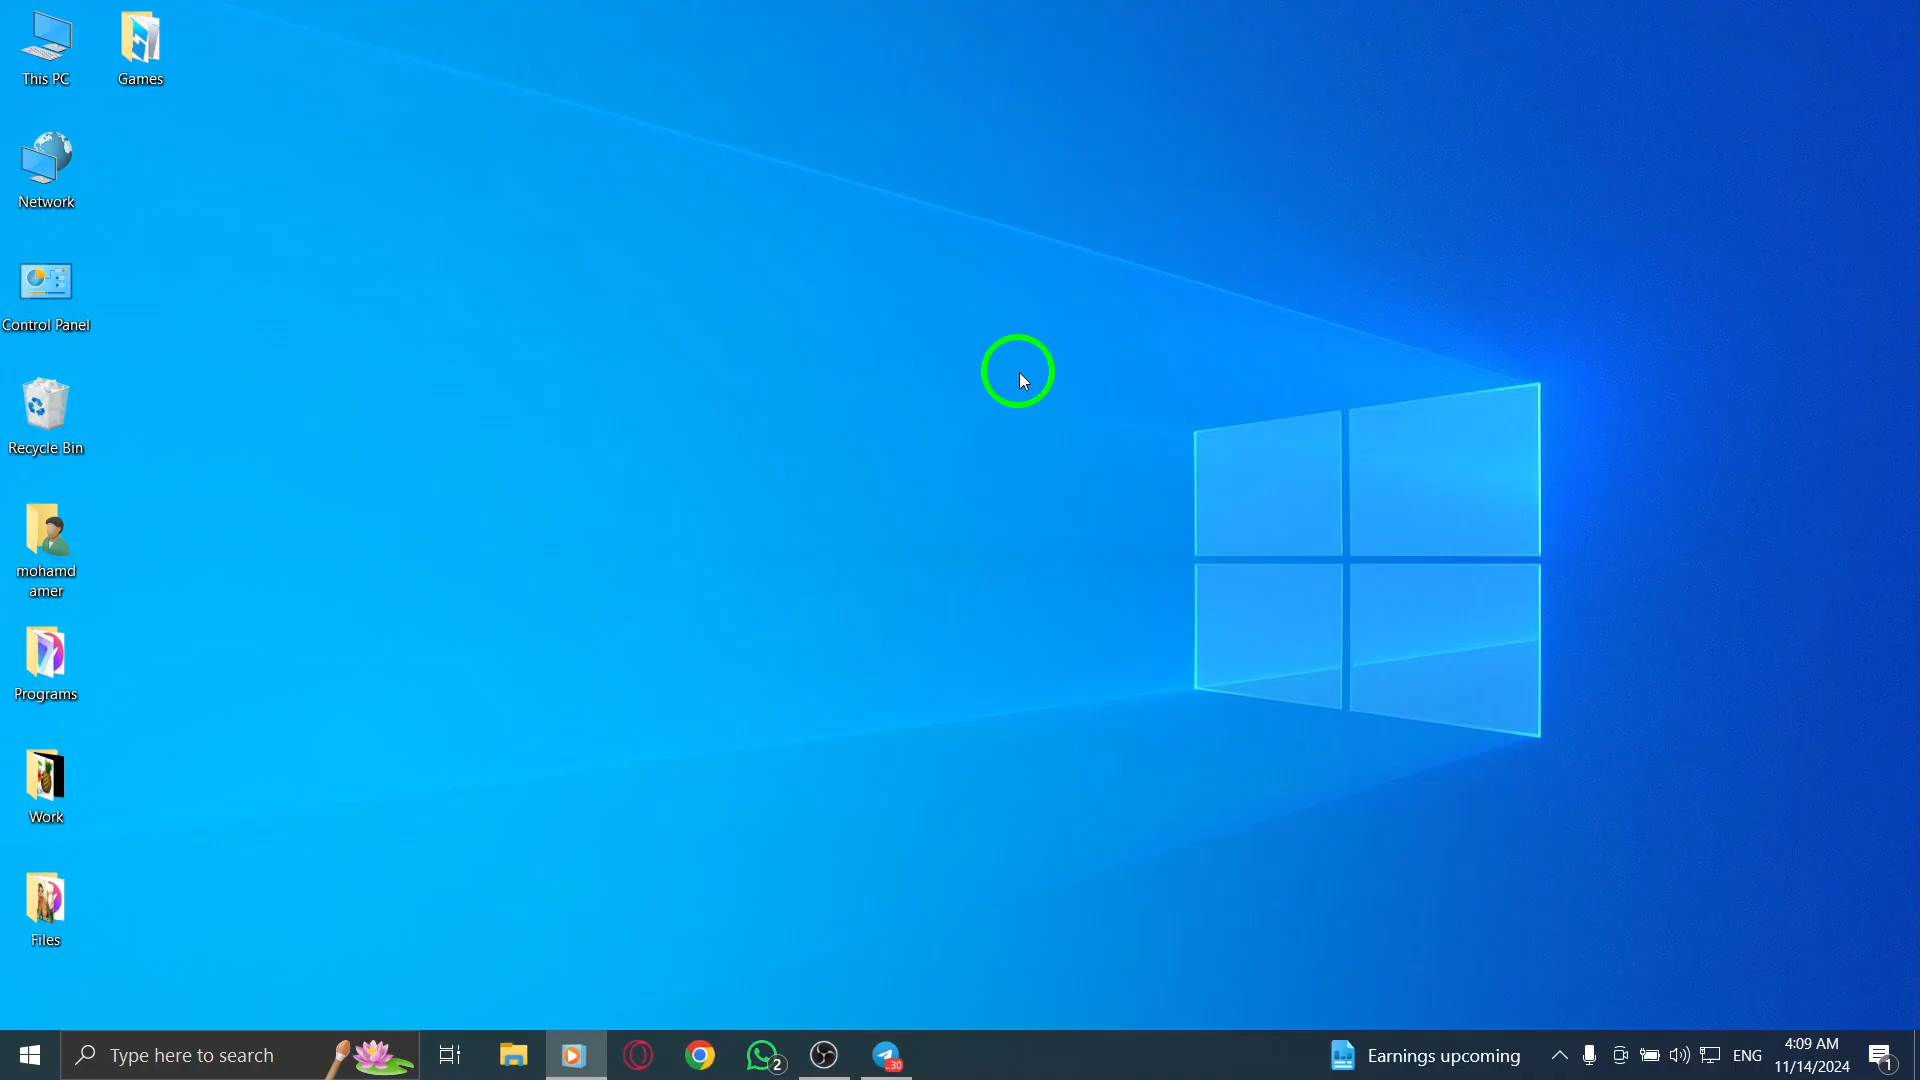 This PC
Games
Network
Control Panel
Recycle Bin
mohamd
amer
Programs
Work
Files
Type here to search
2
.30
Earnings upcoming
ENG
4:09 AM
11/14/2024
1